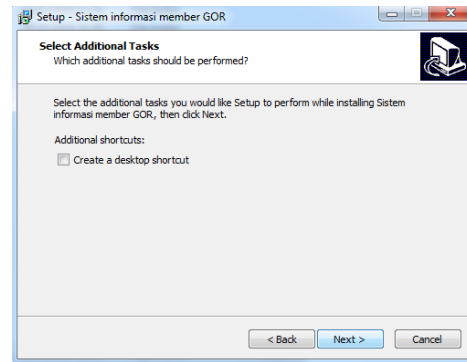 Setup - Sistem informasi member GOR
Select Additional Tasks
Which additional tasks should be performed?
Select the additional tasks you would like Setup to perform while installing Sistem
informasi member GOR, then click Next.
Additional shortcuts:
Create a desktop shortcut
< Back Next > Cancel